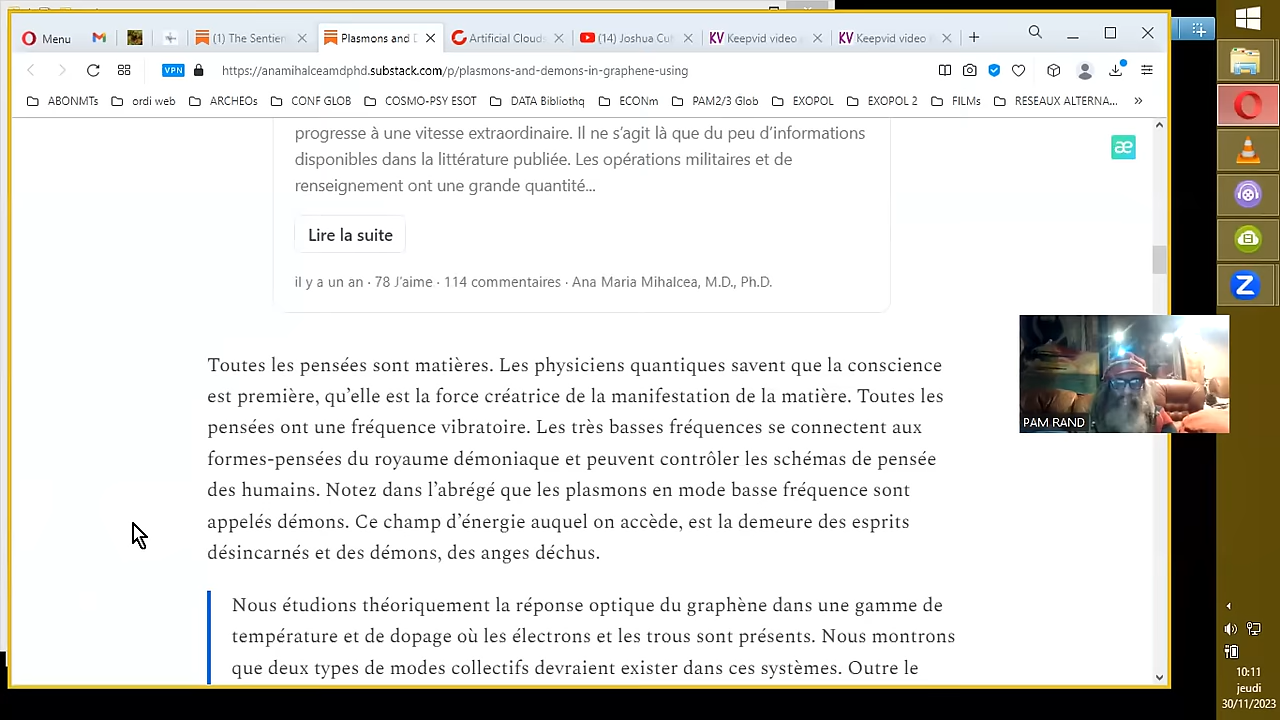 Menu
(1) The Sentien
Plasmons and D
Artificial Cloud
(14) Joshua Cut
KV Keepvid video
KV Keepvid video
VPN
https://anamihalceamdphd.substack.com/p/plasmons-and-demons-in-graphene-using
ABONMTs
ordi web
ARCHEOs
CONF GLOB
COSMO-PSY ESOT
DATA Bibliothq
ECONm
PAM2/3 Glob
EXOPOL
EXOPOL 2
FILMs
RESEAUX ALTERNA...
progresse à une vitesse extraordinaire. Il ne s’agit là que du peu d’informations
disponibles dans la littérature publiée. Les opérations militaires et de
renseignement ont une grande quantité...
æ
Lire la suite
il y a un an · 78 J’aime · 114 commentaires · Ana Maria Mihalcea, M.D., Ph.D.
Toutes les pensées sont matières. Les physiciens quantiques savent que la conscience
est première, qu’elle est la force créatrice de la manifestation de la matière. Toutes les
pensées ont une fréquence vibratoire. Les très basses fréquences se connectent aux
formes-pensées du royaume démoniaque et peuvent contrôler les schémas de pensée
des humains. Notez dans l’abrégé que les plasmons en mode basse fréquence sont
appelés démons. Ce champ d’énergie auquel on accède, est la demeure des esprits
désincarnés et des démons, des anges déchus.
Nous étudions théoriquement la réponse optique du graphène dans une gamme de
température et de dopage où les électrons et les trous sont présents. Nous montrons
que deux types de modes collectifs devraient exister dans ces systèmes. Outre le
PAM RAND
Z
10:11
jeudi
30/11/2023